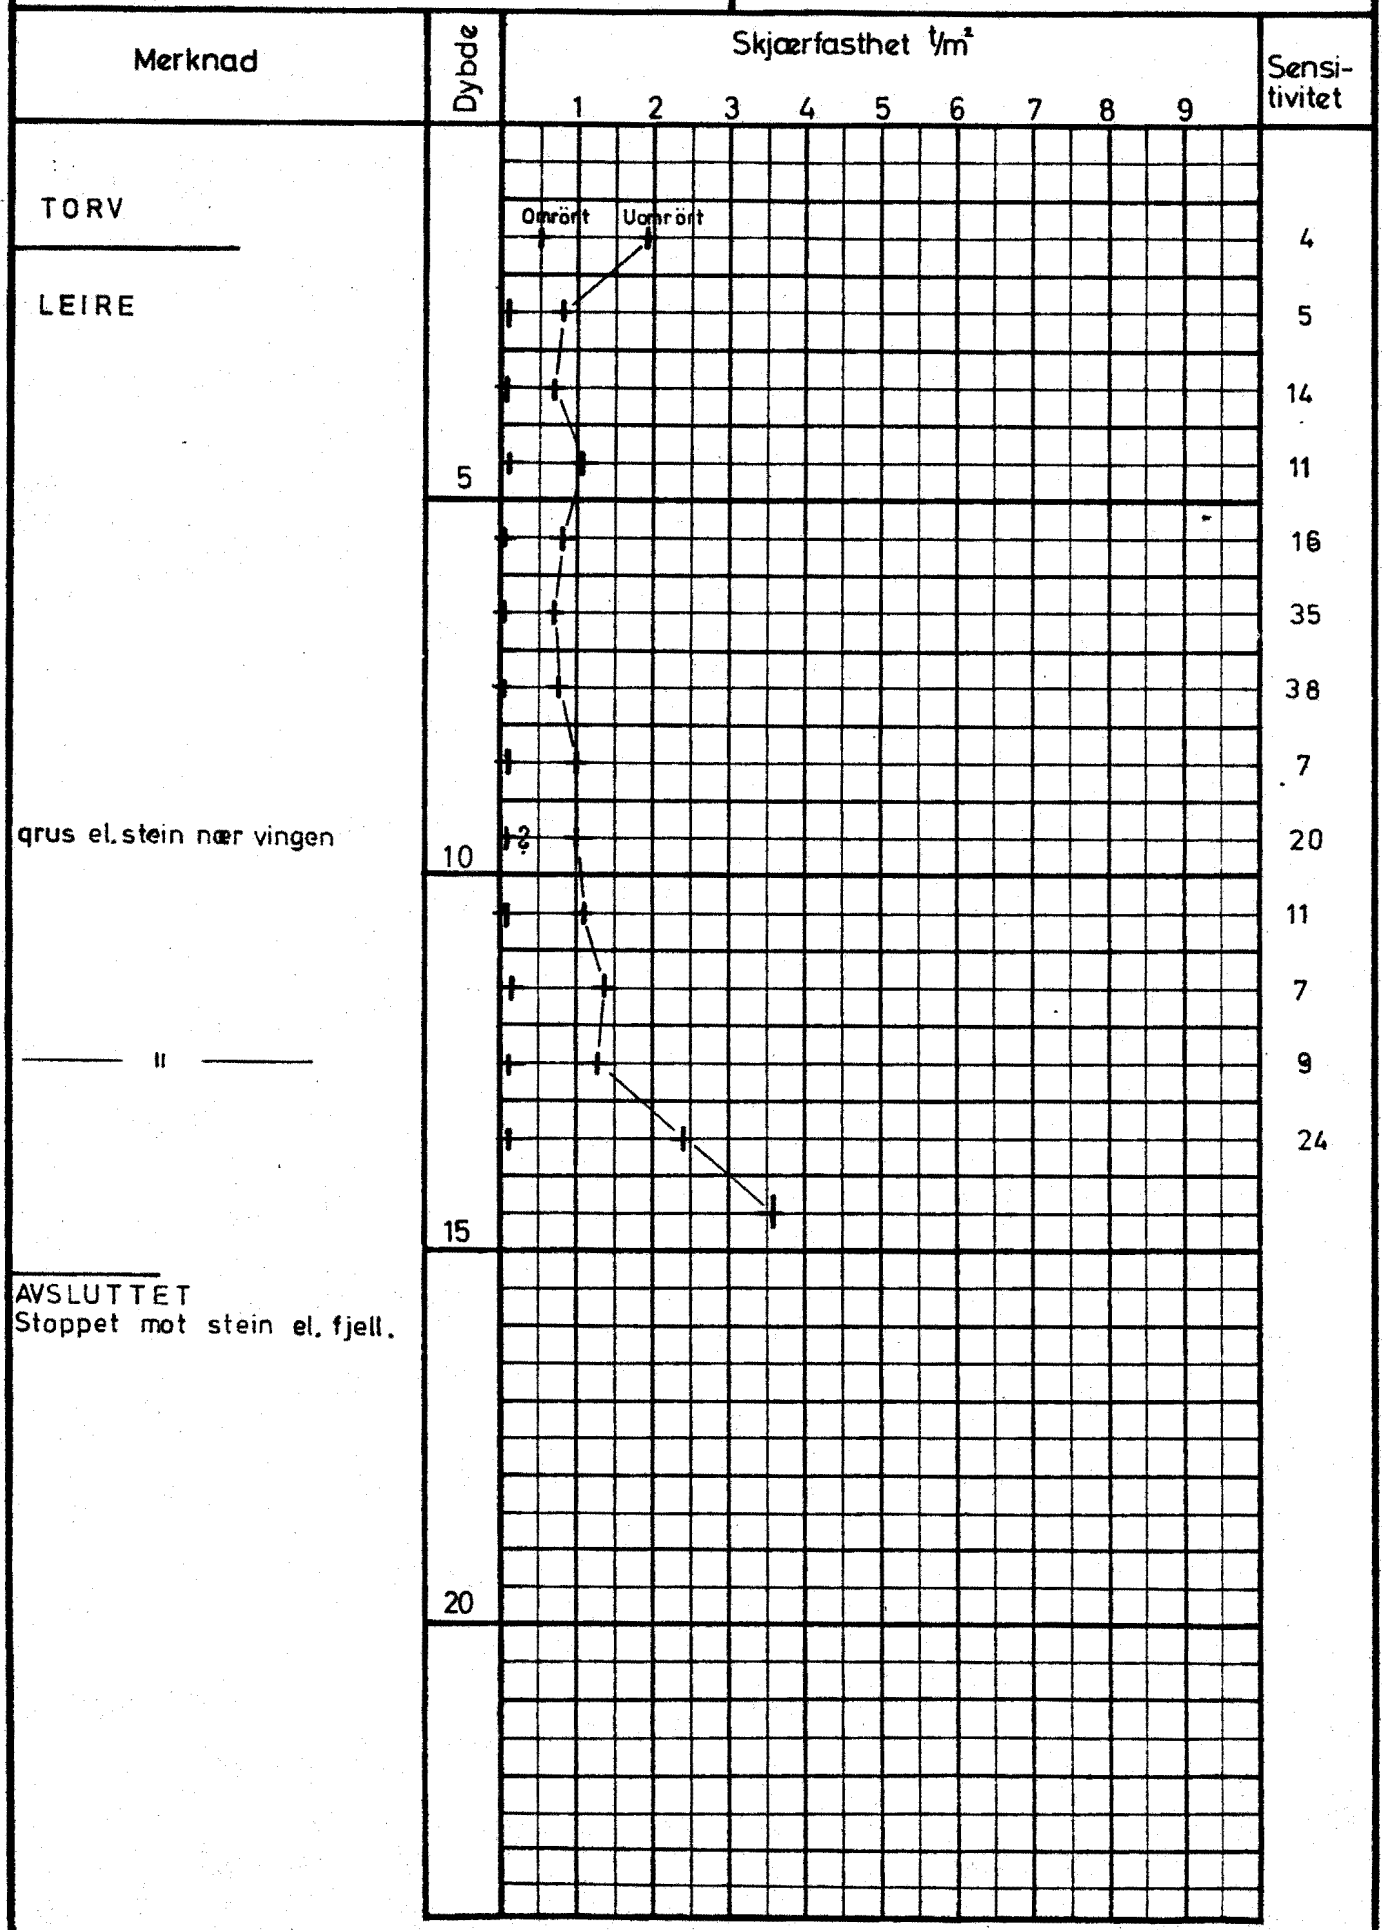 Merknad
Dybde
Skjærfasthet t/m²
Sensi-
tivitet
1 2 3 4 5 6 7 8 9
TORV
Omrört Uomrört
4
LEIRE
5
14
5
11
16
35
38
7
grus el. stein nær vingen
?
20
10
11
7
— " —
9
24
15
AVSLUTTET
Stoppet mot stein el. fjell.
20